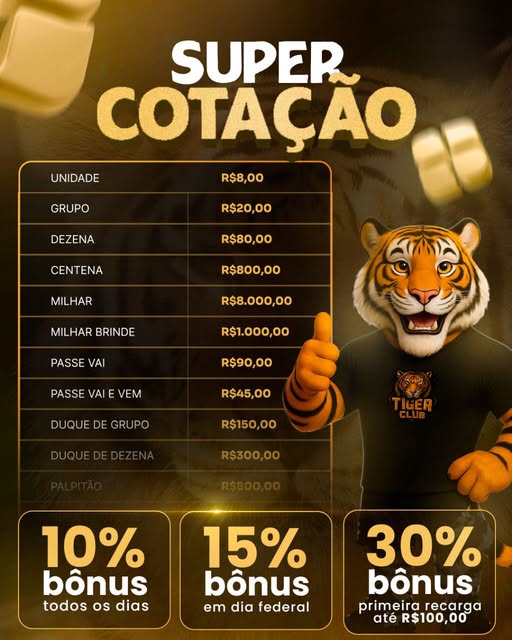 SUPER
COTAÇÃO
UNIDADE R$8,00
GRUPO R$20,00
DEZENA R$80,00
CENTENA R$800,00
MILHAR R$8.000,00
MILHAR BRINDE R$1.000,00
PASSE VAI R$90,00
PASSE VAI E VEM R$45,00
DUQUE DE GRUPO R$150,00
DUQUE DE DEZENA R$300,00
PALPITÃO R$800,00
TIGER
CLUB
10%
bônus
todos os dias
15%
bônus
em dia federal
30%
bônus
primeira recarga
até R$100,00